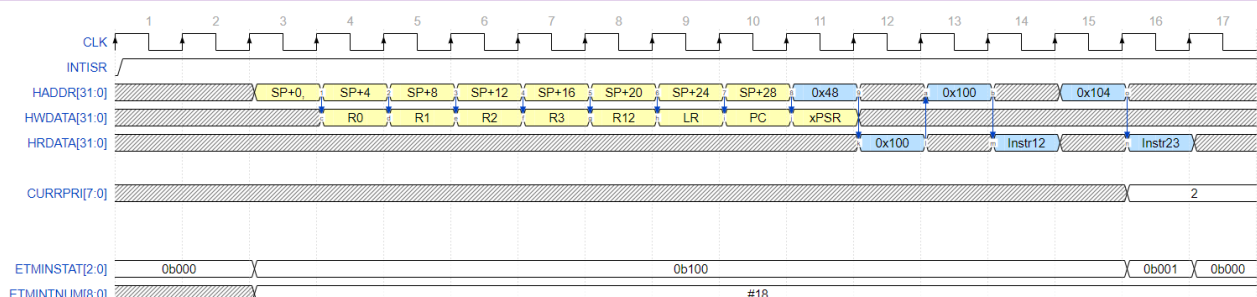 1 2 3 4 5 6 7 8 9 10 11 12 13 14 15 16 17
CLK
INTISR
HADDR[31:0] SP+0, SP+4 SP+8 SP+12 SP+16 SP+20 SP+24 SP+28 0x48 0x100 0x104
HWDATA[31:0] R0 R1 R2 R3 R12 LR PC xPSR
HRDATA[31:0] 0x100 Instr12 Instr23
CURRPRI[7:0] 2
ETMINSTAT[2:0] 0b000 0b100 0b001 0b000
ETMINTNUM[8:0] #18